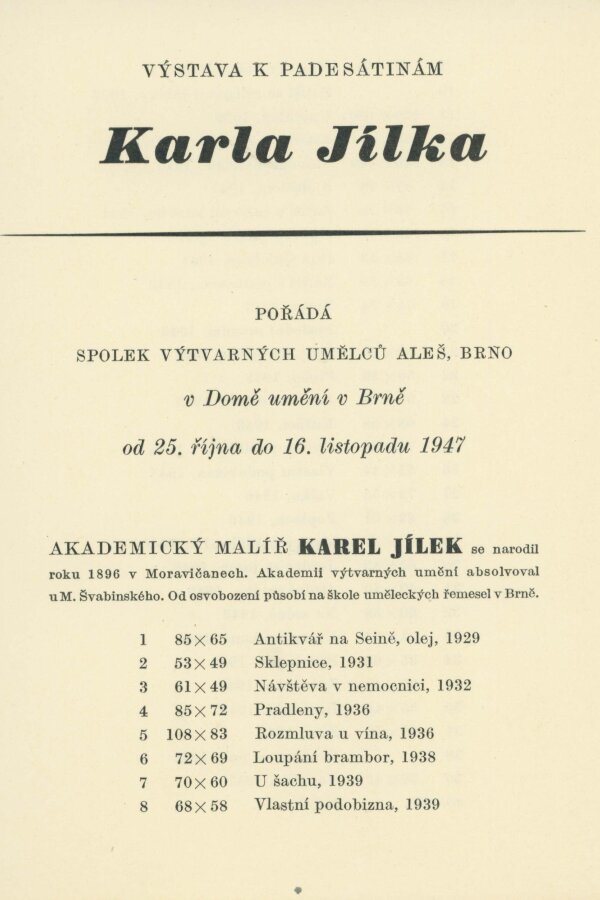 VÝSTAVA K PADESÁTINÁM
Karla Jílka
POŘÁDÁ
SPOLEK VÝTVARNÝCH UMĚLCŮ ALEŠ, BRNO
v Domě umění v Brně
od 25. října do 16. listopadu 1947
AKADEMICKÝ MALÍŘ KAREL JÍLEK se narodil
roku 1896 v Moravičanech. Akademii výtvarných umění absolvoval
u M. Švabinského. Od osvobození působí na škole uměleckých řemesel v Brně.
1 85×65 Antikvář na Seině, olej, 1929
2 53×49 Sklepnice, 1931
3 61×49 Návštěva v nemocnici, 1932
4 85×72 Pradleny, 1936
5 108×83 Rozmluva u vína, 1936
6 72×69 Loupání brambor, 1938
7 70×60 U šachu, 1939
8 68×58 Vlastní podobizna, 1939